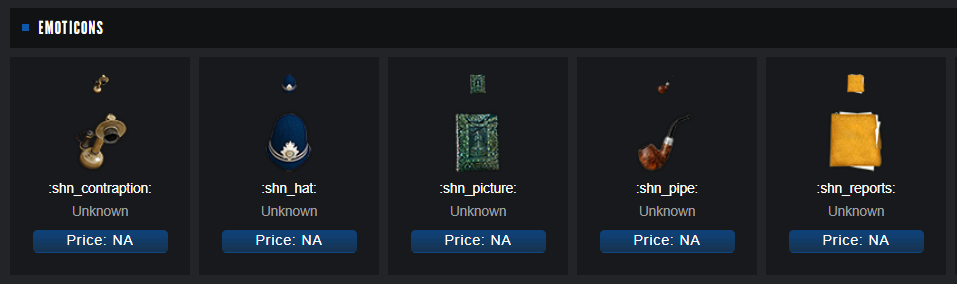 EMOTICONS
:shn_contraption:
Unknown
Price: NA
:shn_hat:
Unknown
Price: NA
:shn_picture:
Unknown
Price: NA
:shn_pipe:
Unknown
Price: NA
:shn_reports:
Unknown
Price: NA